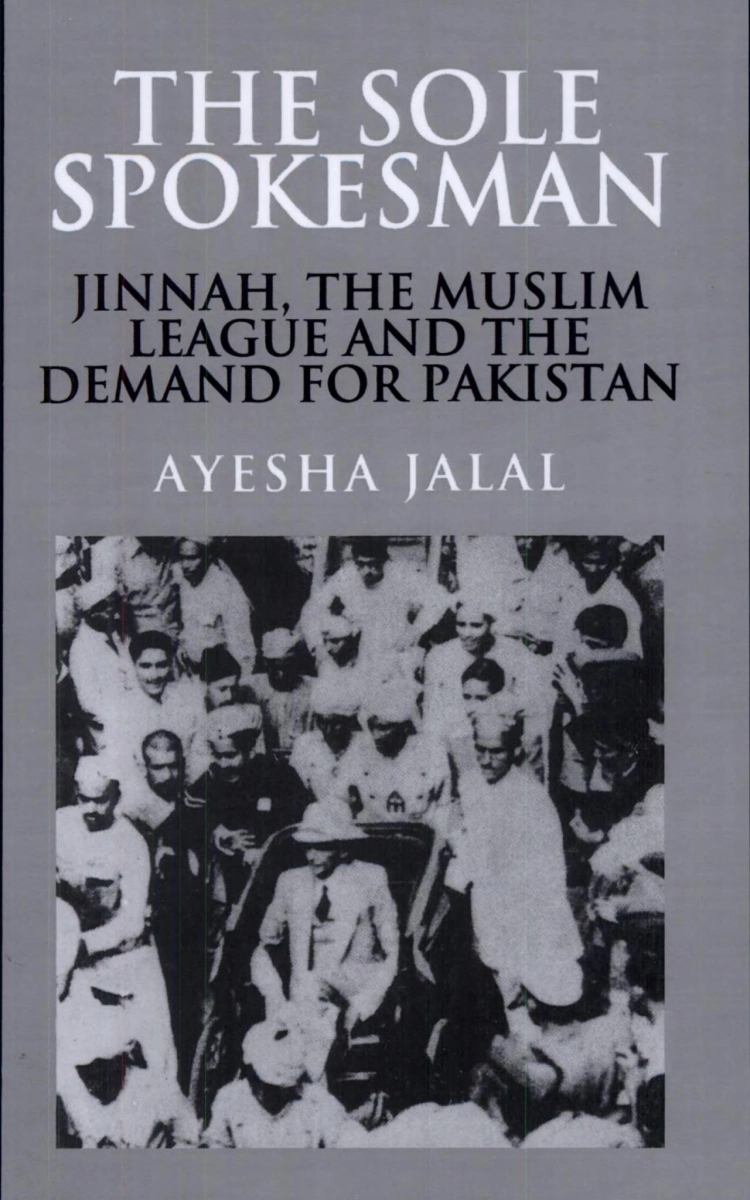 THE SOLE
SPOKESMAN
JINNAH, THE MUSLIM
LEAGUE AND THE
DEMAND FOR PAKISTAN
AYESHA JALAL